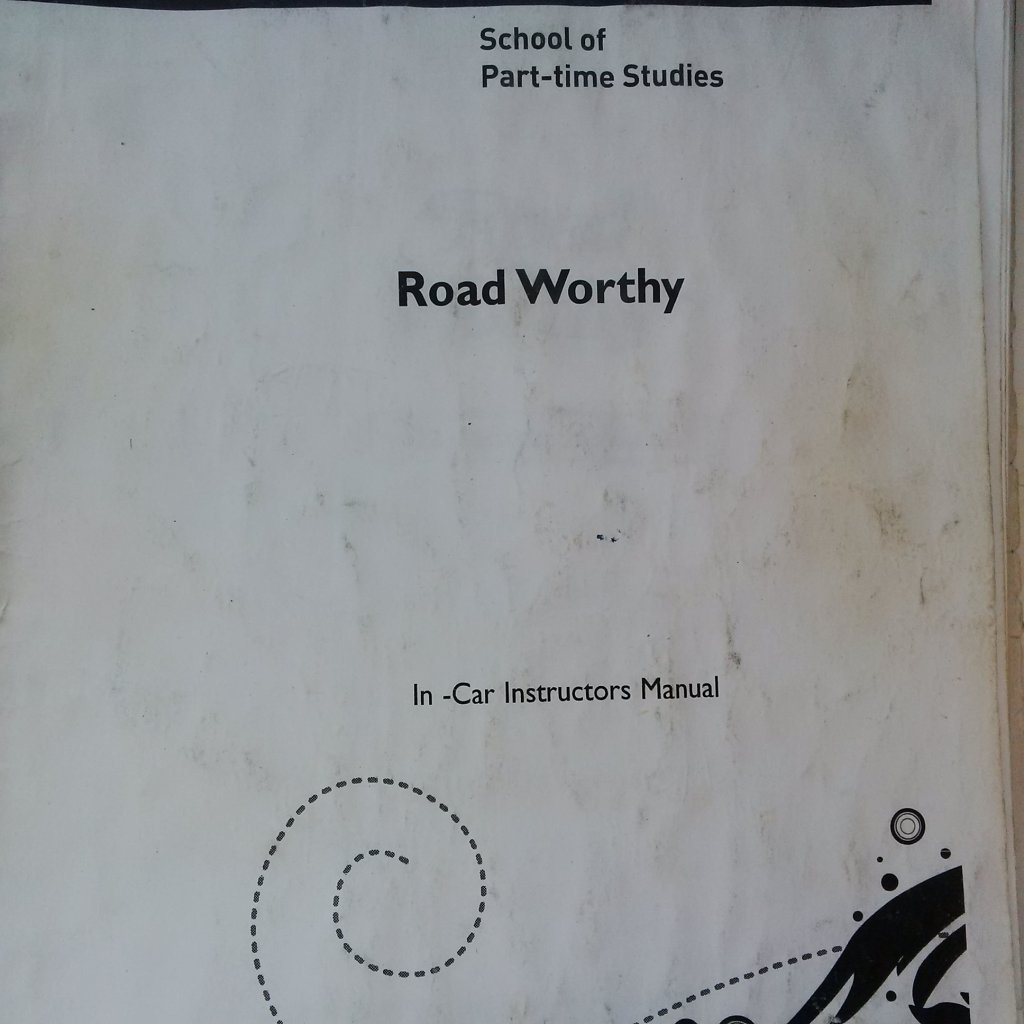 School of
Part-time Studies
Road Worthy
In -Car Instructors Manual